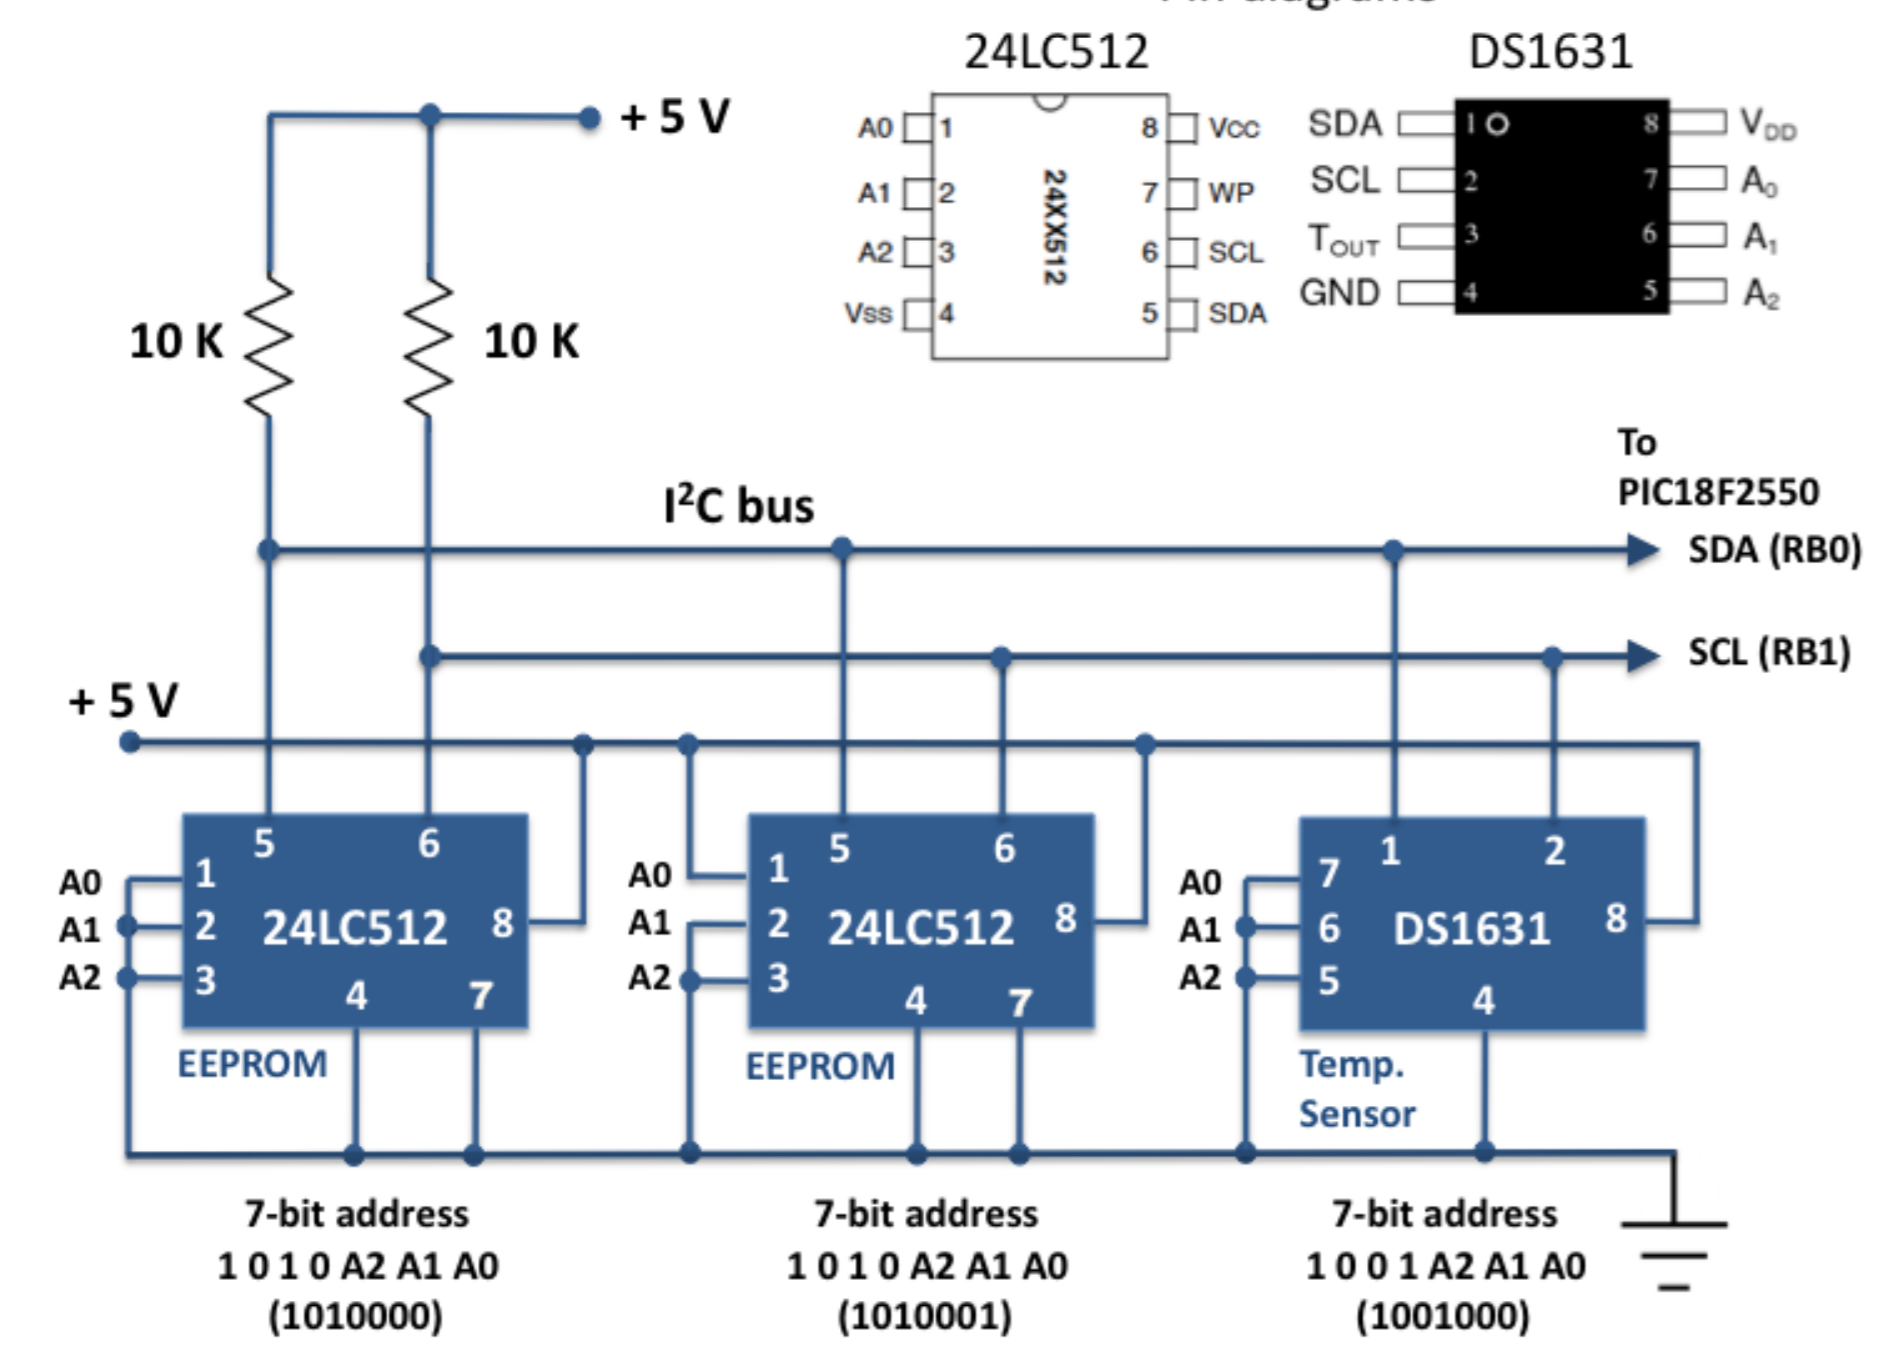 24LC512
DS1631
+ 5 V
A0 1 8 Vcc
A1 2 7 WP
A2 3 6 SCL
Vss 4 5 SDA
24XX512
SDA 1 8 VDD
SCL 2 7 A0
TOUT 3 6 A1
GND 4 5 A2
10 K
10 K
To
PIC18F2550
I²C bus
SDA (RB0)
SCL (RB1)
+ 5 V
A0
A1
A2
5 6
1
2 24LC512 8
3
4 7
EEPROM
A0
A1
A2
5 6
1
2 24LC512 8
3
4 7
EEPROM
A0
A1
A2
1 2
7
6 DS1631 8
5
4
Temp.
Sensor
7-bit address
1 0 1 0 A2 A1 A0
(1010000)
7-bit address
1 0 1 0 A2 A1 A0
(1010001)
7-bit address
1 0 0 1 A2 A1 A0
(1001000)